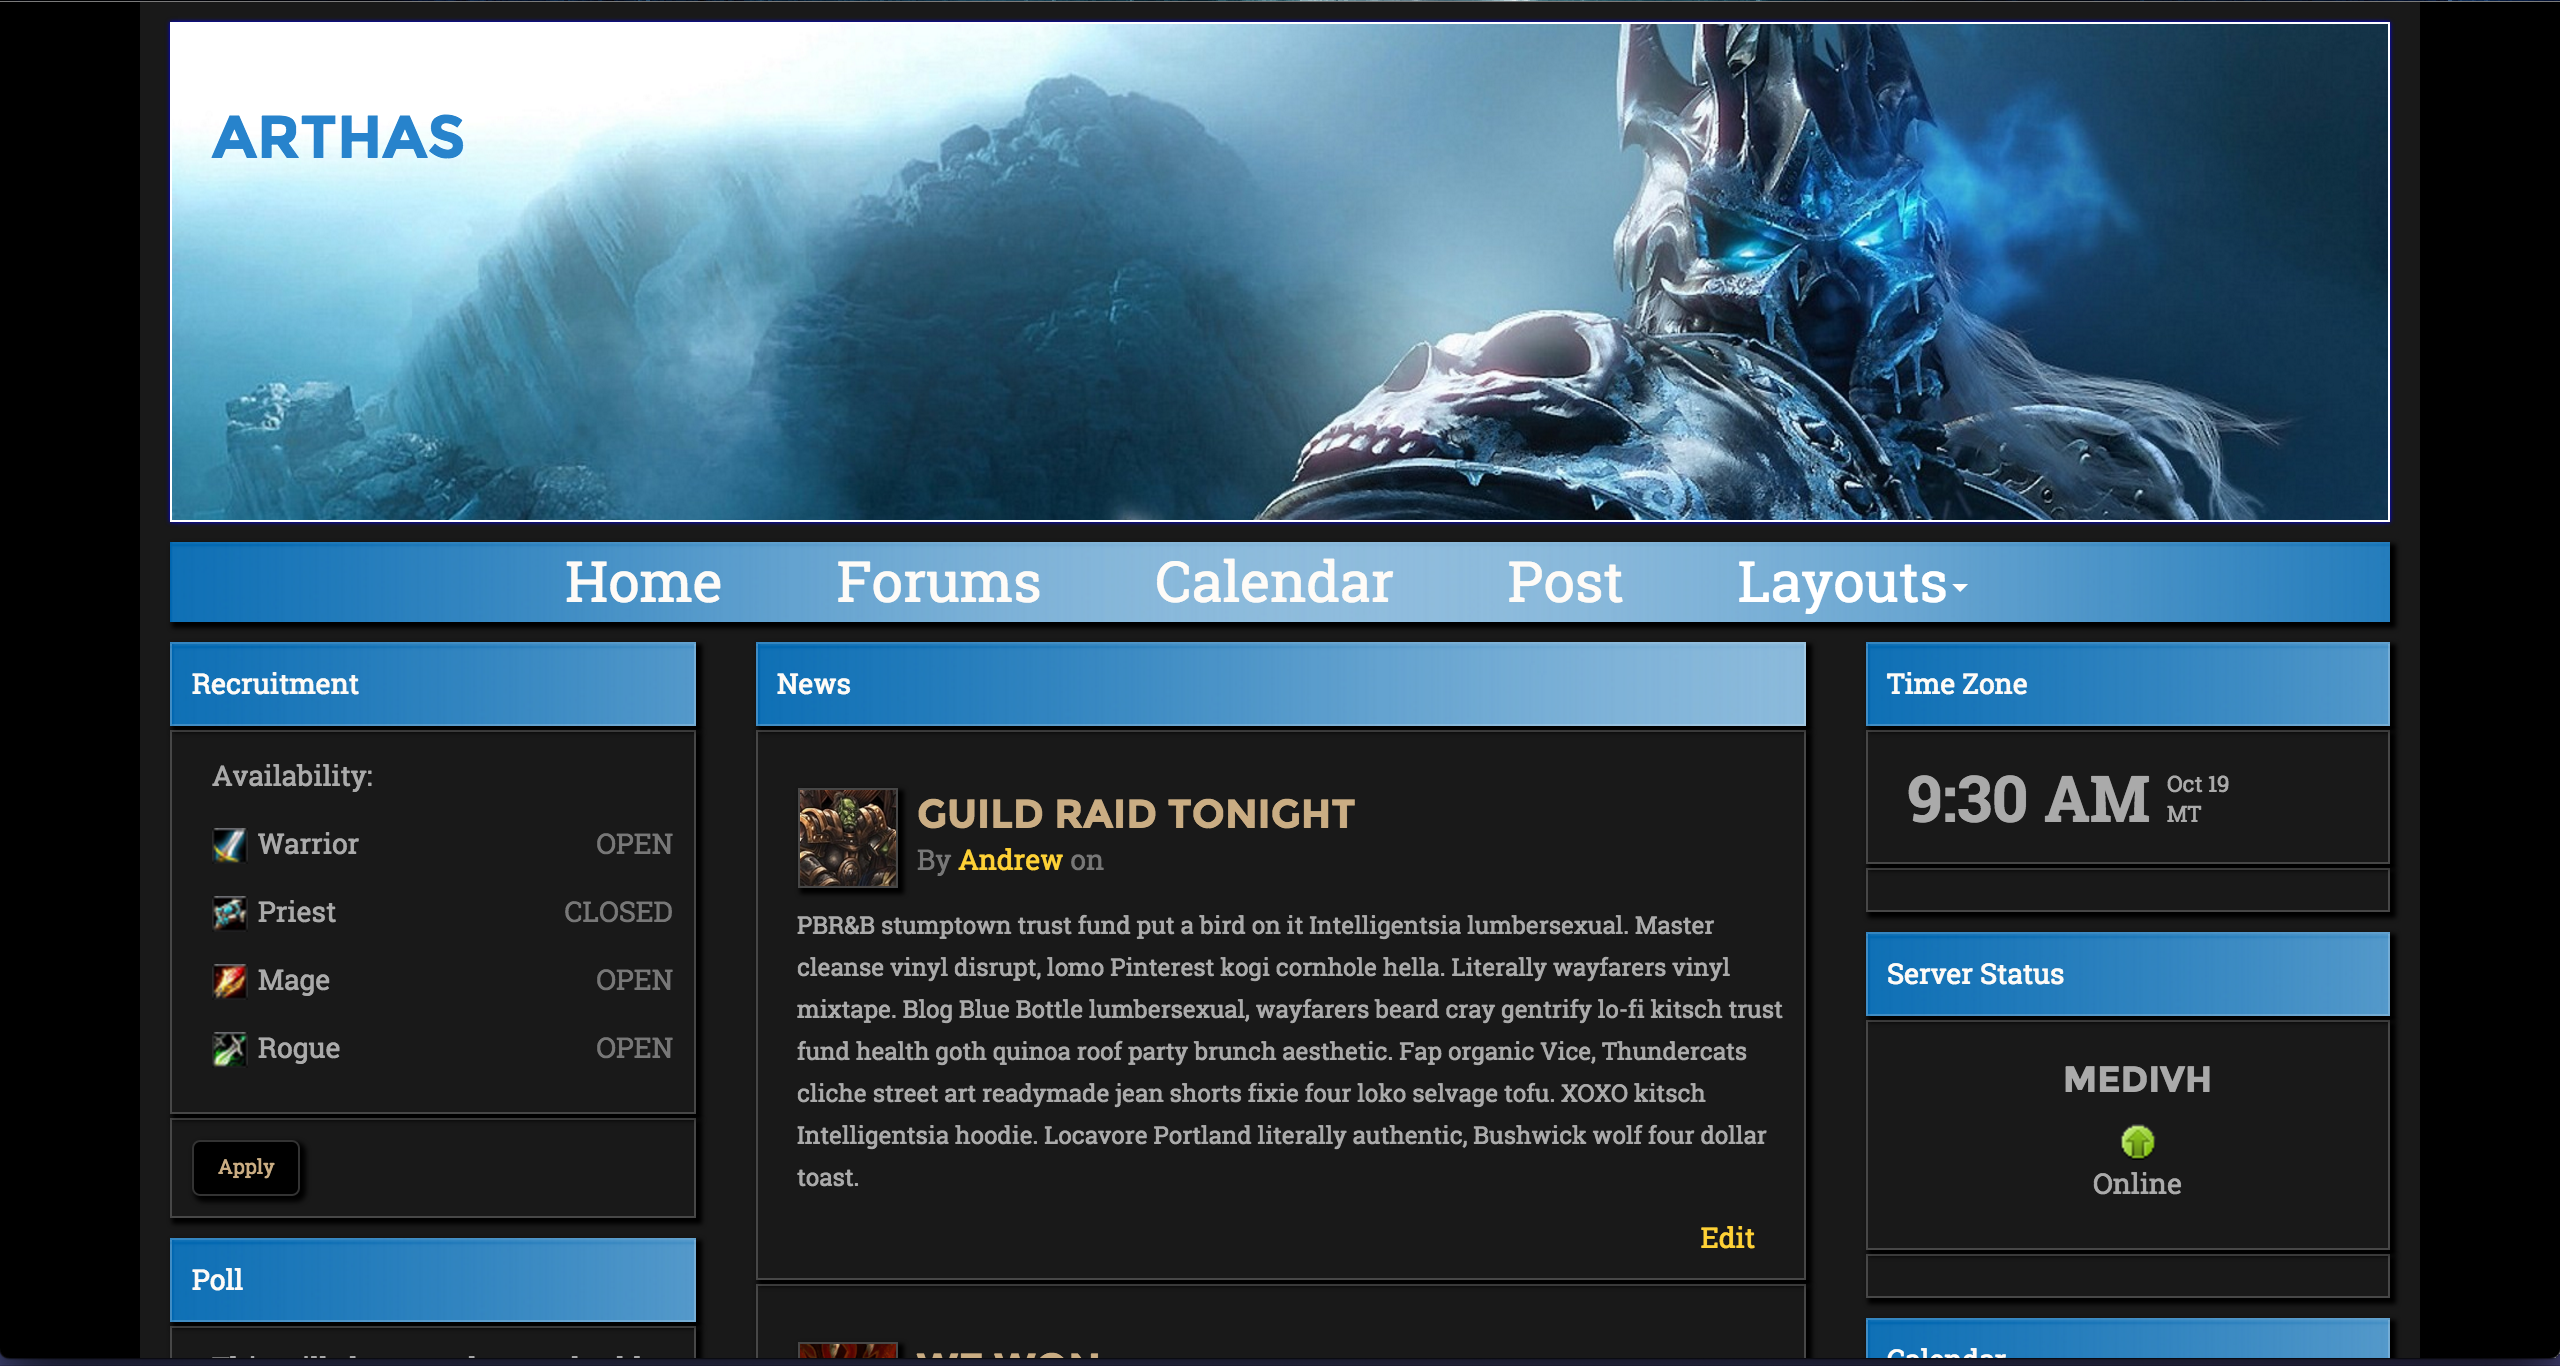 ARTHAS
Home Forums Calendar Post Layouts
Recruitment
Availability:
Warrior OPEN
Priest CLOSED
Mage OPEN
Rogue OPEN
Apply
Poll
News
GUILD RAID TONIGHT
By Andrew on
PBR&B stumptown trust fund put a bird on it Intelligentsia lumbersexual. Master
cleanse vinyl disrupt, lomo Pinterest kogi cornhole hella. Literally wayfarers vinyl
mixtape. Blog Blue Bottle lumbersexual, wayfarers beard cray gentrify lo-fi kitsch trust
fund health goth quinoa roof party brunch aesthetic. Fap organic Vice, Thundercats
cliche street art readymade jean shorts fixie four loko selvage tofu. XOXO kitsch
Intelligentsia hoodie. Locavore Portland literally authentic, Bushwick wolf four dollar
toast.
Edit
WE WON
Time Zone
9:30 AM Oct 19
MT
Server Status
MEDIVH
Online
Calendar